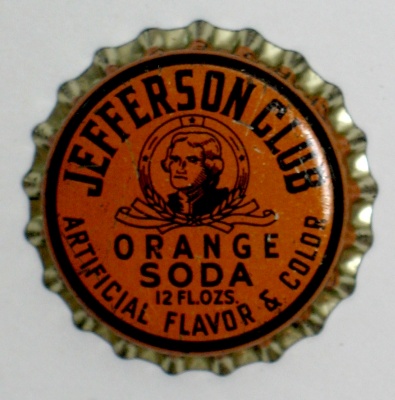 JEFFERSON CLUB
ORANGE
SODA
12 FL.OZS.
ARTIFICIAL FLAVOR & COLOR